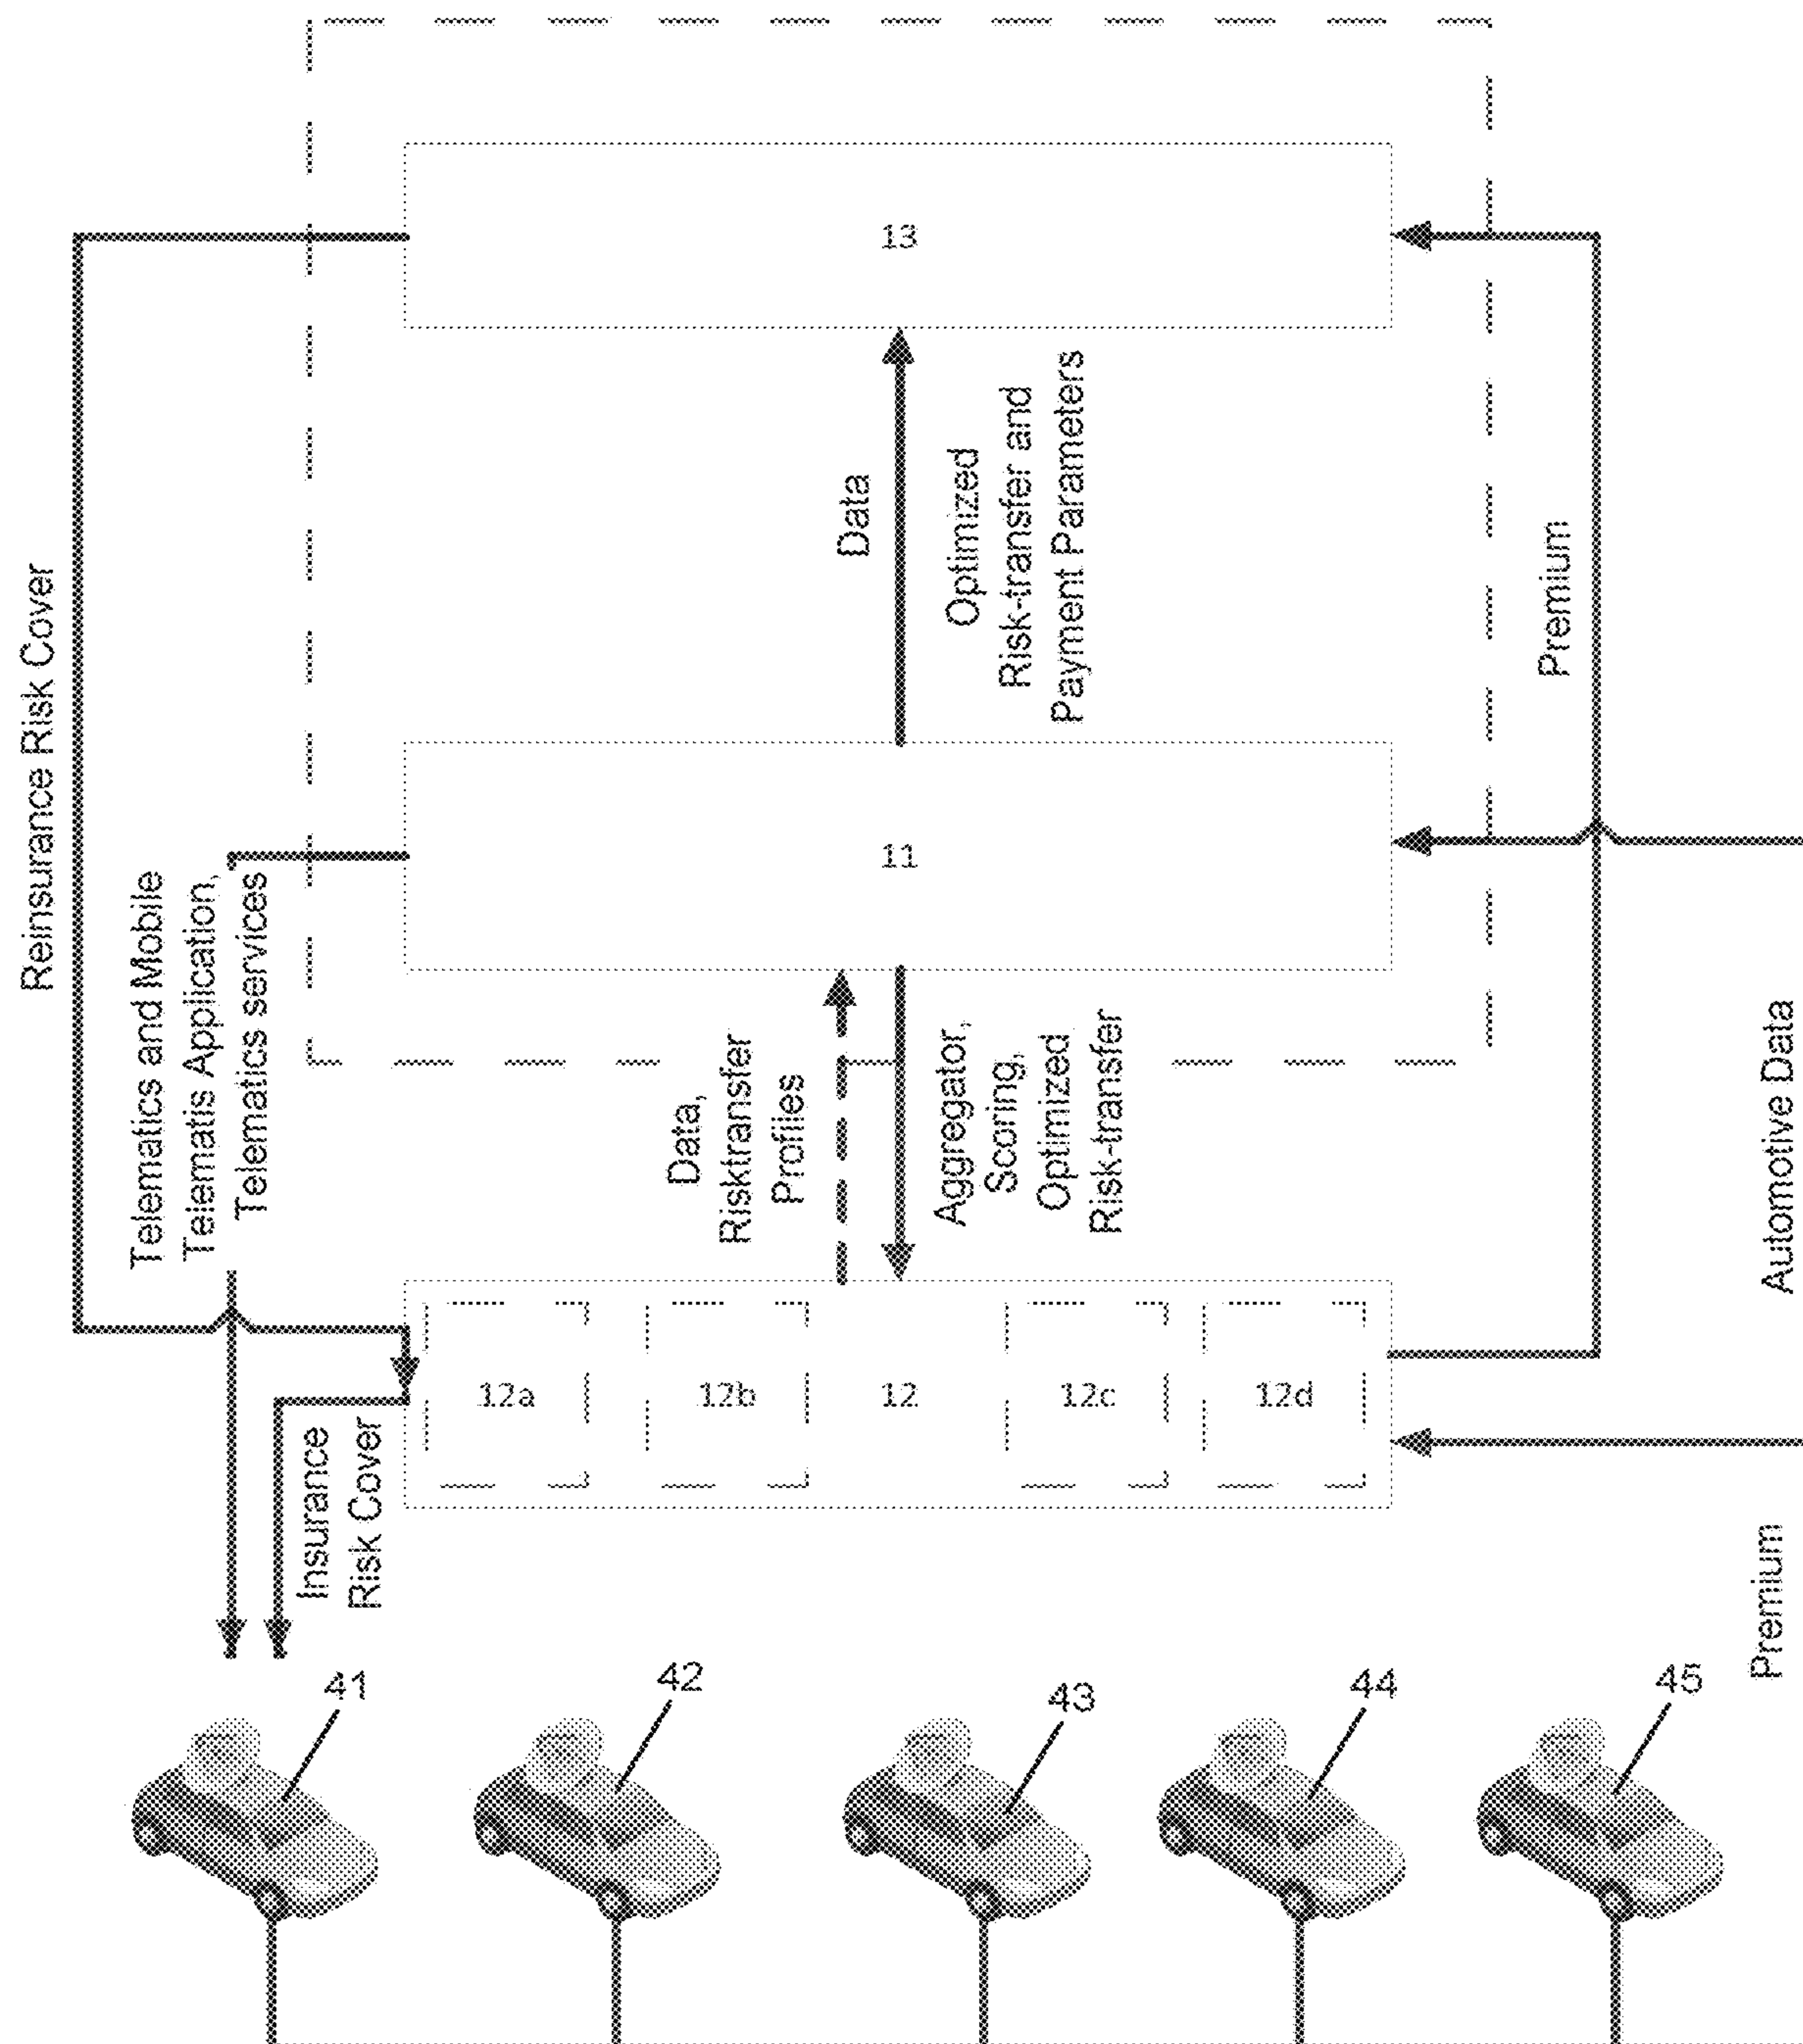 Reinsurance Risk Cover
Telematics and Mobile
Telematis Application,
Telematics services
13
Data
Optimized
Risk-transfer and
Payment Parameters
Premium
11
Data,
Risktransfer
Profiles
Aggregator,
Scoring,
Optimized
Risk-transfer
Automotive Data
12a
12b
12
12c
12d
Insurance
Risk Cover
Premium
41
42
43
44
45